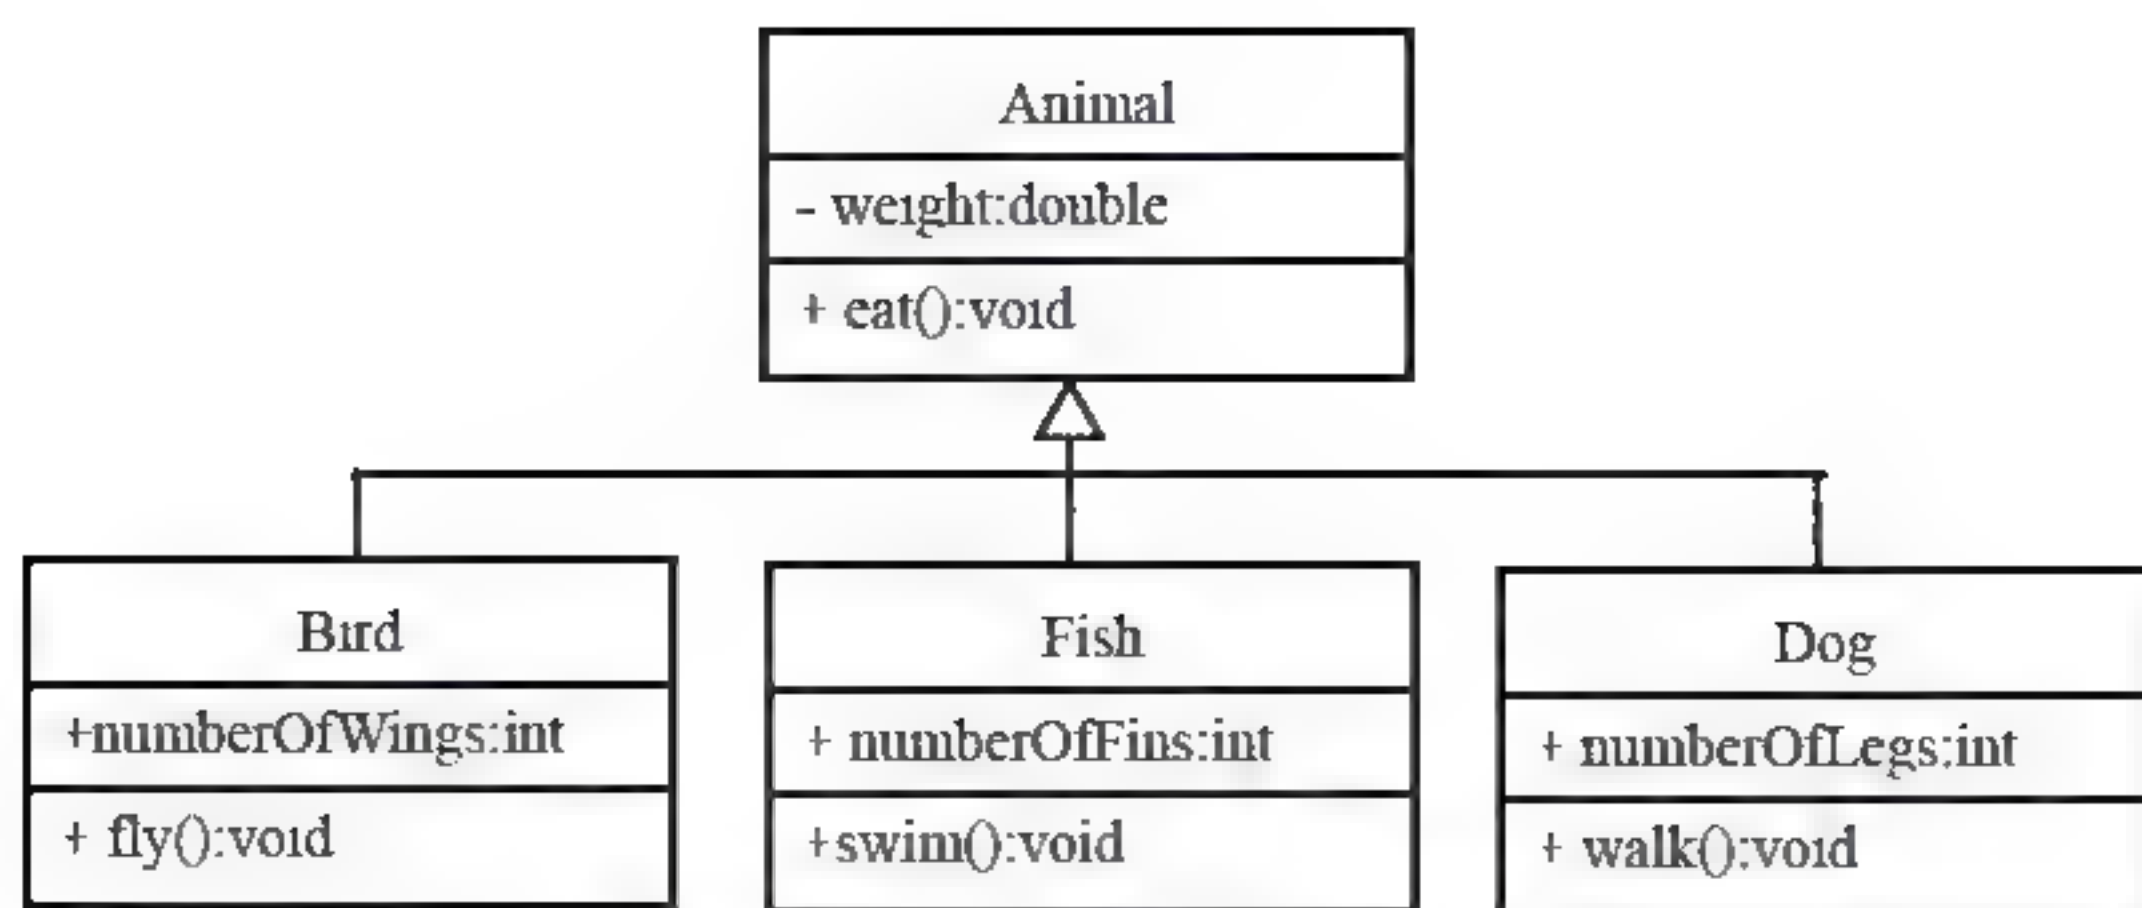 Animal
- weight:double
+ eat():void
Bird
+numberOfWings:int
+ fly():void
Fish
+ numberOfFins:int
+swim():void
Dog
+ numberOfLegs:int
+ walk():void